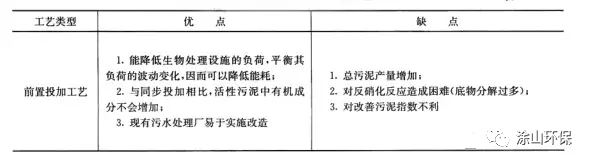 工艺类型 优点 缺点
前置投加工艺
1. 能降低生物处理设施的负荷,平衡其
负荷的波动变化,因而可以降低能耗;
2. 与同步投加相比,活性污泥中有机成
分不会增加;
3. 现有污水处理厂易于实施改造
1. 总污泥产量增加;
2. 对反硝化反应造成困难(底物分解过多);
3. 对改善污泥指数不利
涂山环保